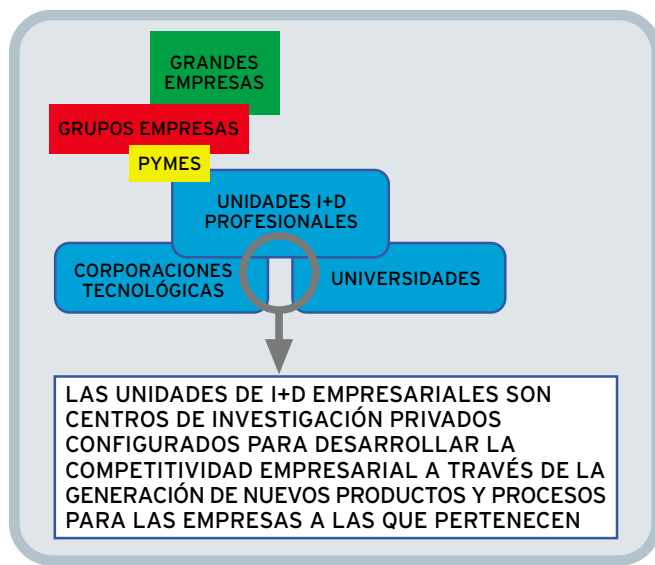 GRANDES
EMPRESAS
GRUPOS EMPRESAS
PYMES
UNIDADES I+D
PROFESIONALES
CORPORACIONES
TECNOLÓGICAS
UNIVERSIDADES
LAS UNIDADES DE I+D EMPRESARIALES SON
CENTROS DE INVESTIGACIÓN PRIVADOS
CONFIGURADOS PARA DESARROLLAR LA
COMPETITIVIDAD EMPRESARIAL A TRAVÉS DE LA
GENERACIÓN DE NUEVOS PRODUCTOS Y PROCESOS
PARA LAS EMPRESAS A LAS QUE PERTENECEN